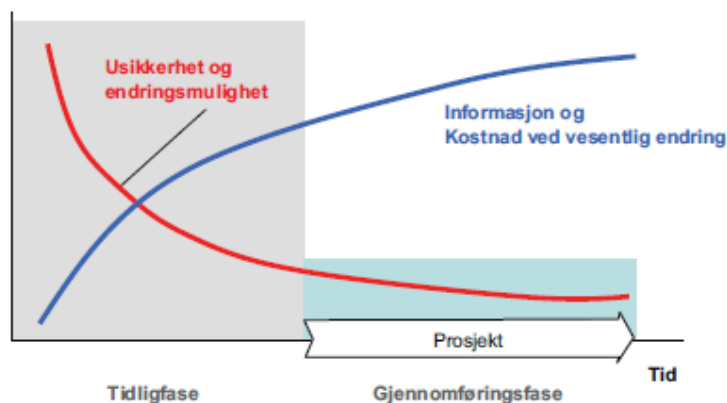 Usikkerhet og
endringsmulighet
Informasjon og
Kostnad ved vesentlig endring
Prosjekt
Tid
Tidligfase
Gjennomføringsfase